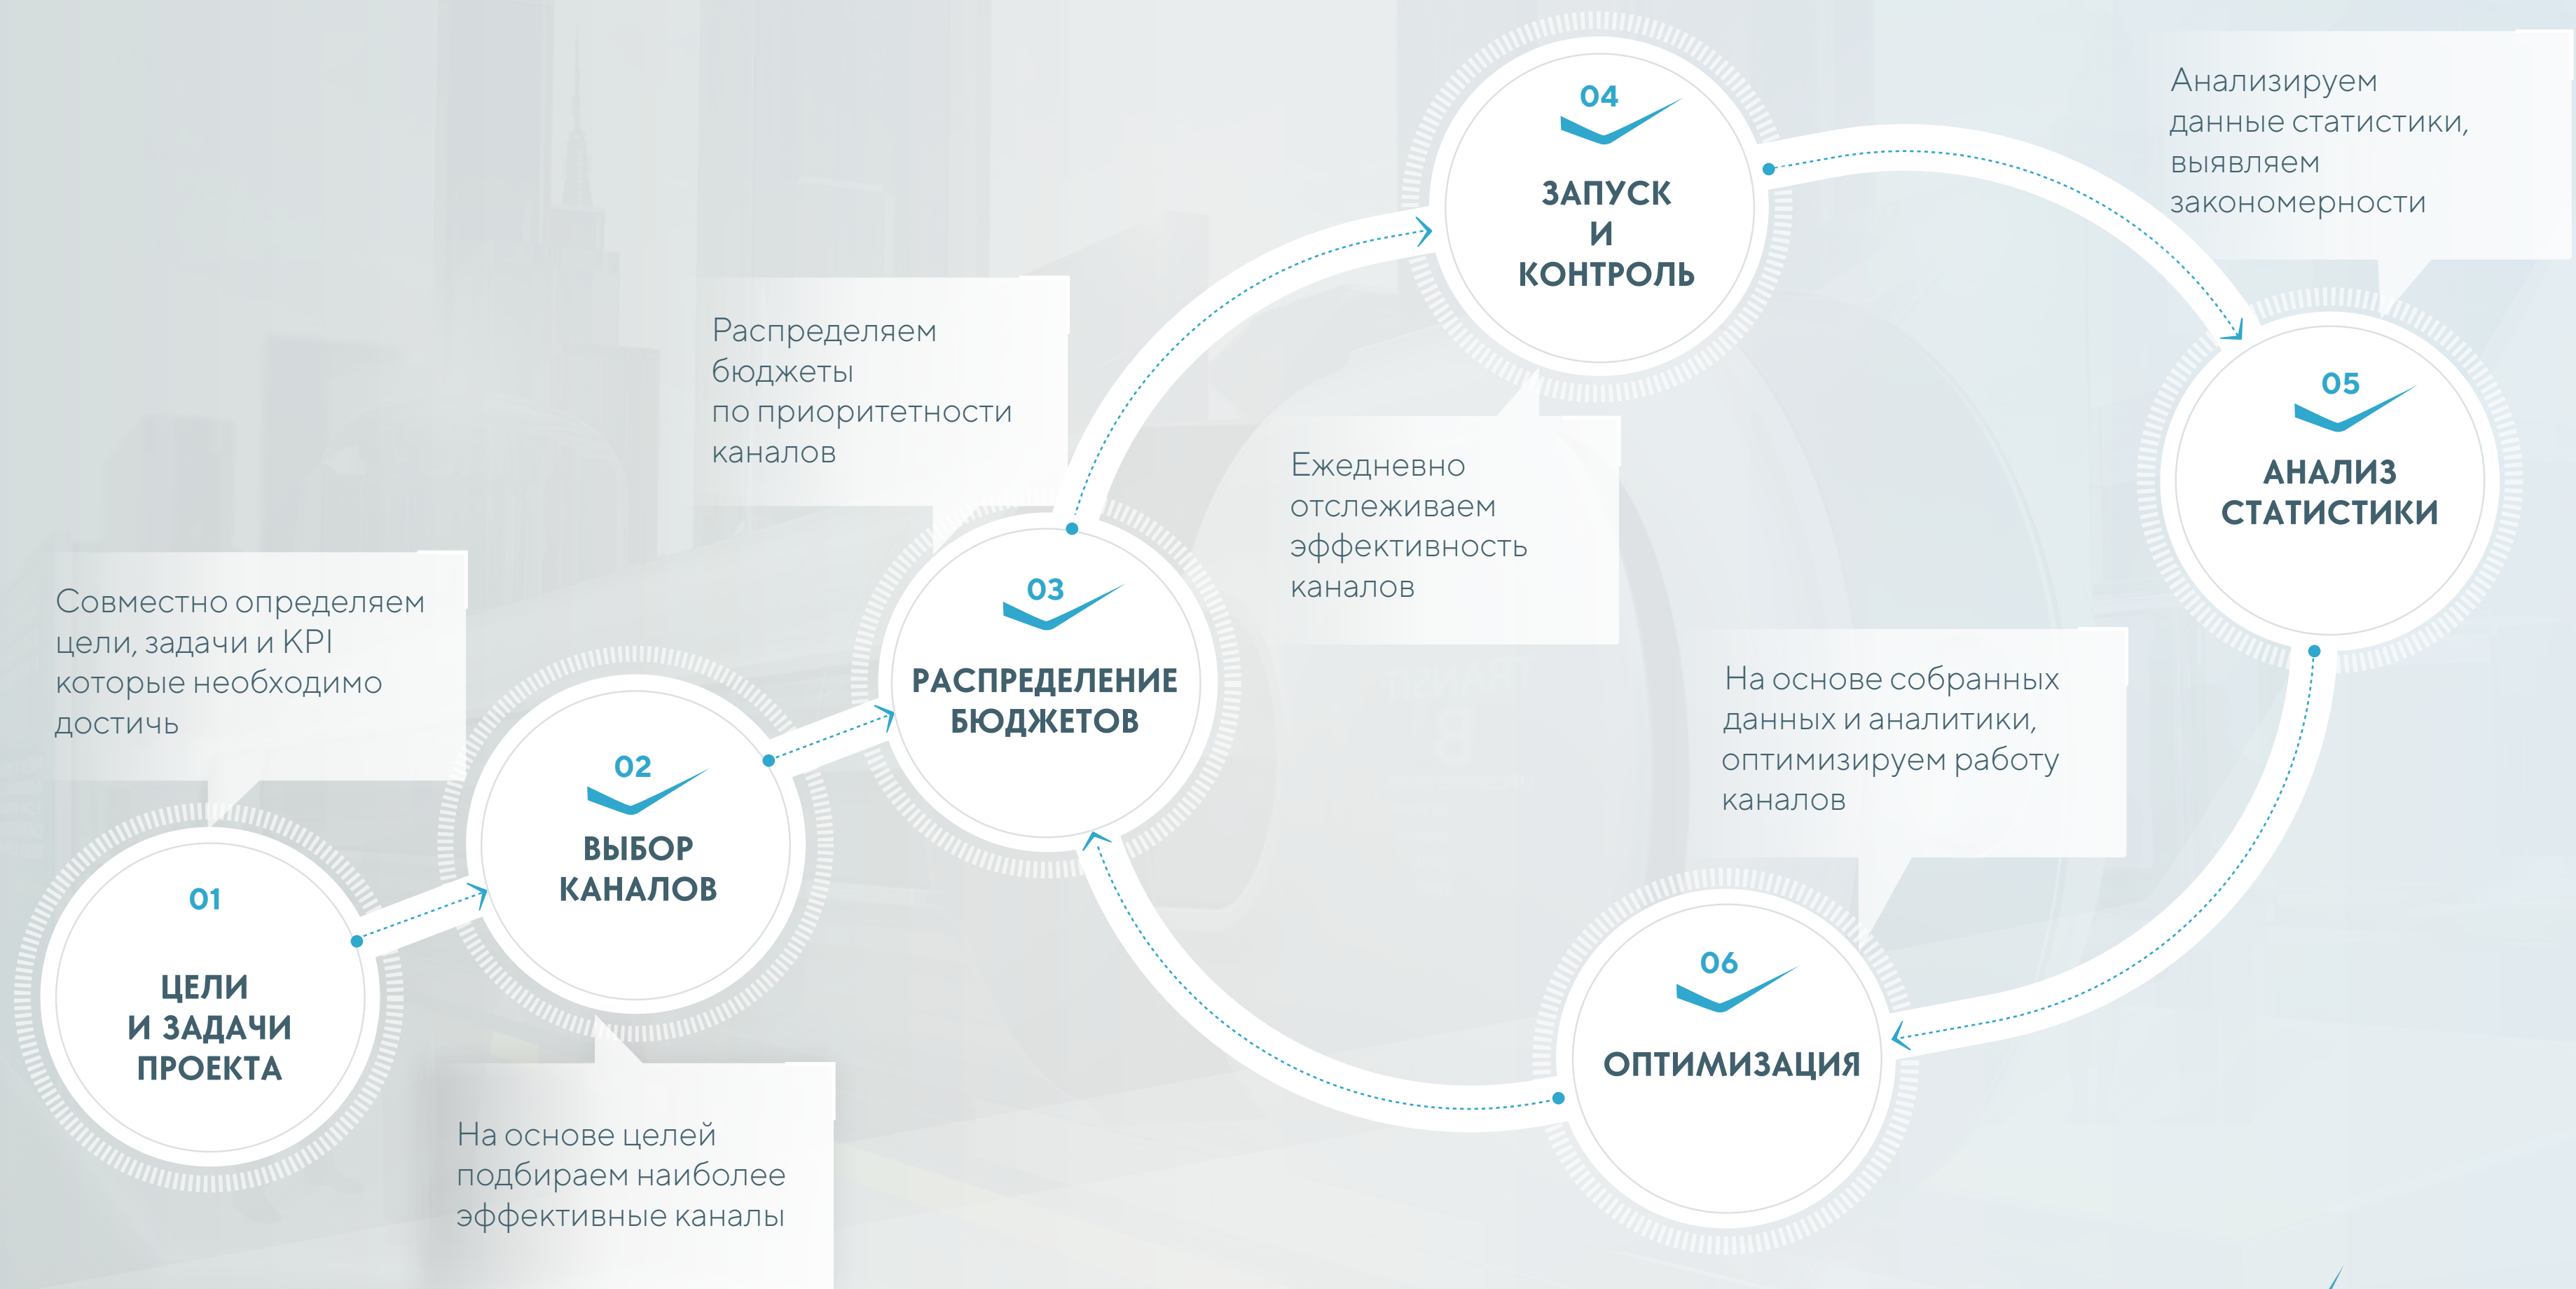 Совместно определяем
цели, задачи и KPI
которые необходимо
достичь
01
ЦЕЛИ
И ЗАДАЧИ
ПРОЕКТА
02
ВЫБОР
КАНАЛОВ
На основе целей
подбираем наиболее
эффективные каналы
Распределяем
бюджеты
по приоритетности
каналов
03
РАСПРЕДЕЛЕНИЕ
БЮДЖЕТОВ
04
ЗАПУСК
И
КОНТРОЛЬ
Ежедневно
отслеживаем
эффективность
каналов
Анализируем
данные статистики,
выявляем
закономерности
05
АНАЛИЗ
СТАТИСТИКИ
На основе собранных
данных и аналитики,
оптимизируем работу
каналов
06
ОПТИМИЗАЦИЯ